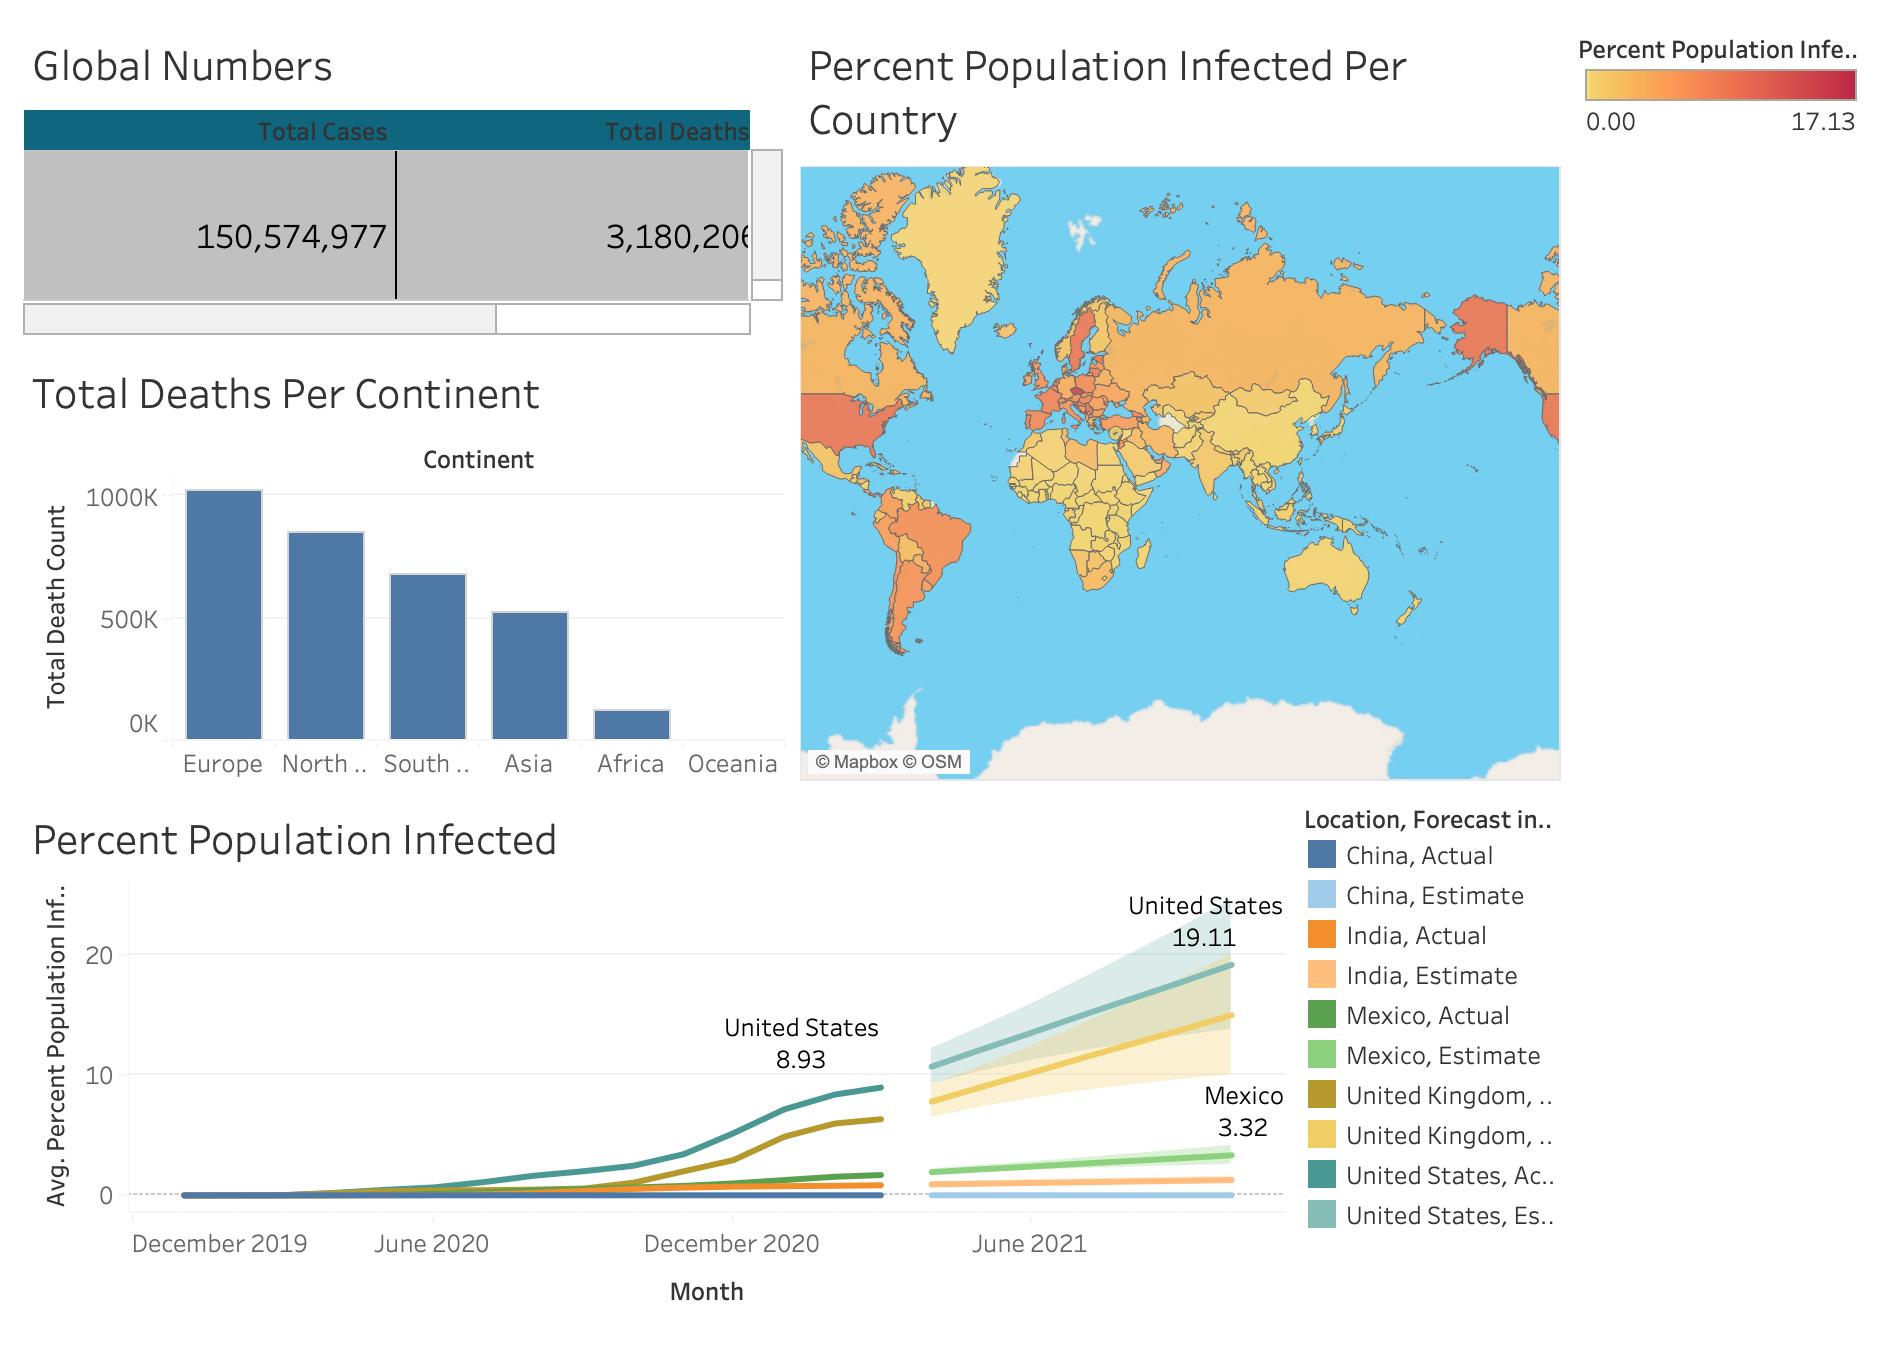 Global Numbers
Total Cases
Total Deaths
150,574,977
3,180,206
Total Deaths Per Continent
Continent
Total Death Count
1000K
500K
0K
Europe
North ..
South ..
Asia
Africa
Oceania
Percent Population Infected Per
Country
© Mapbox © OSM
Percent Population Infe..
0.00
17.13
Percent Population Infected
Avg. Percent Population Inf..
20
10
0
United States
8.93
United States
19.11
Mexico
3.32
December 2019
June 2020
December 2020
June 2021
Month
Location, Forecast in..
China, Actual
China, Estimate
India, Actual
India, Estimate
Mexico, Actual
Mexico, Estimate
United Kingdom, ..
United Kingdom, ..
United States, Ac..
United States, Es..